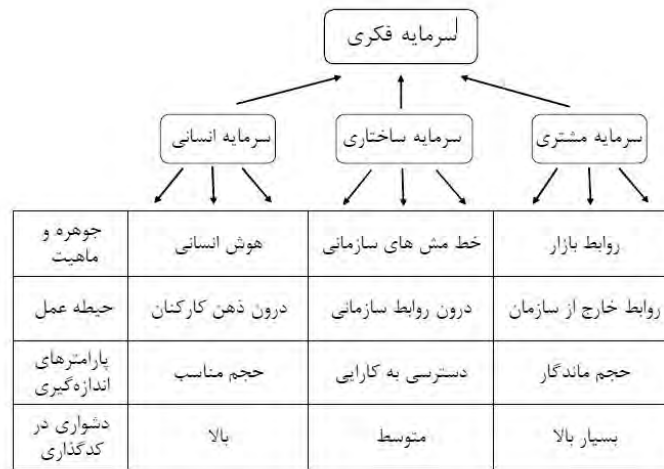 سرمایه فکری
سرمایه مشتری
سرمایه ساختاری
سرمایه انسانی
روابط بازار
خط مش های سازمانی
هوش انسانی
جوهره و
ماهیت
روابط خارج از سازمان
درون روابط سازمانی
درون ذهن کارکنان
حیطه عمل
حجم ماندگار
دسترسی به کارایی
حجم مناسب
پارامترهای
اندازه‌گیری
بسیار بالا
متوسط
بالا
دشواری در
کدگذاری